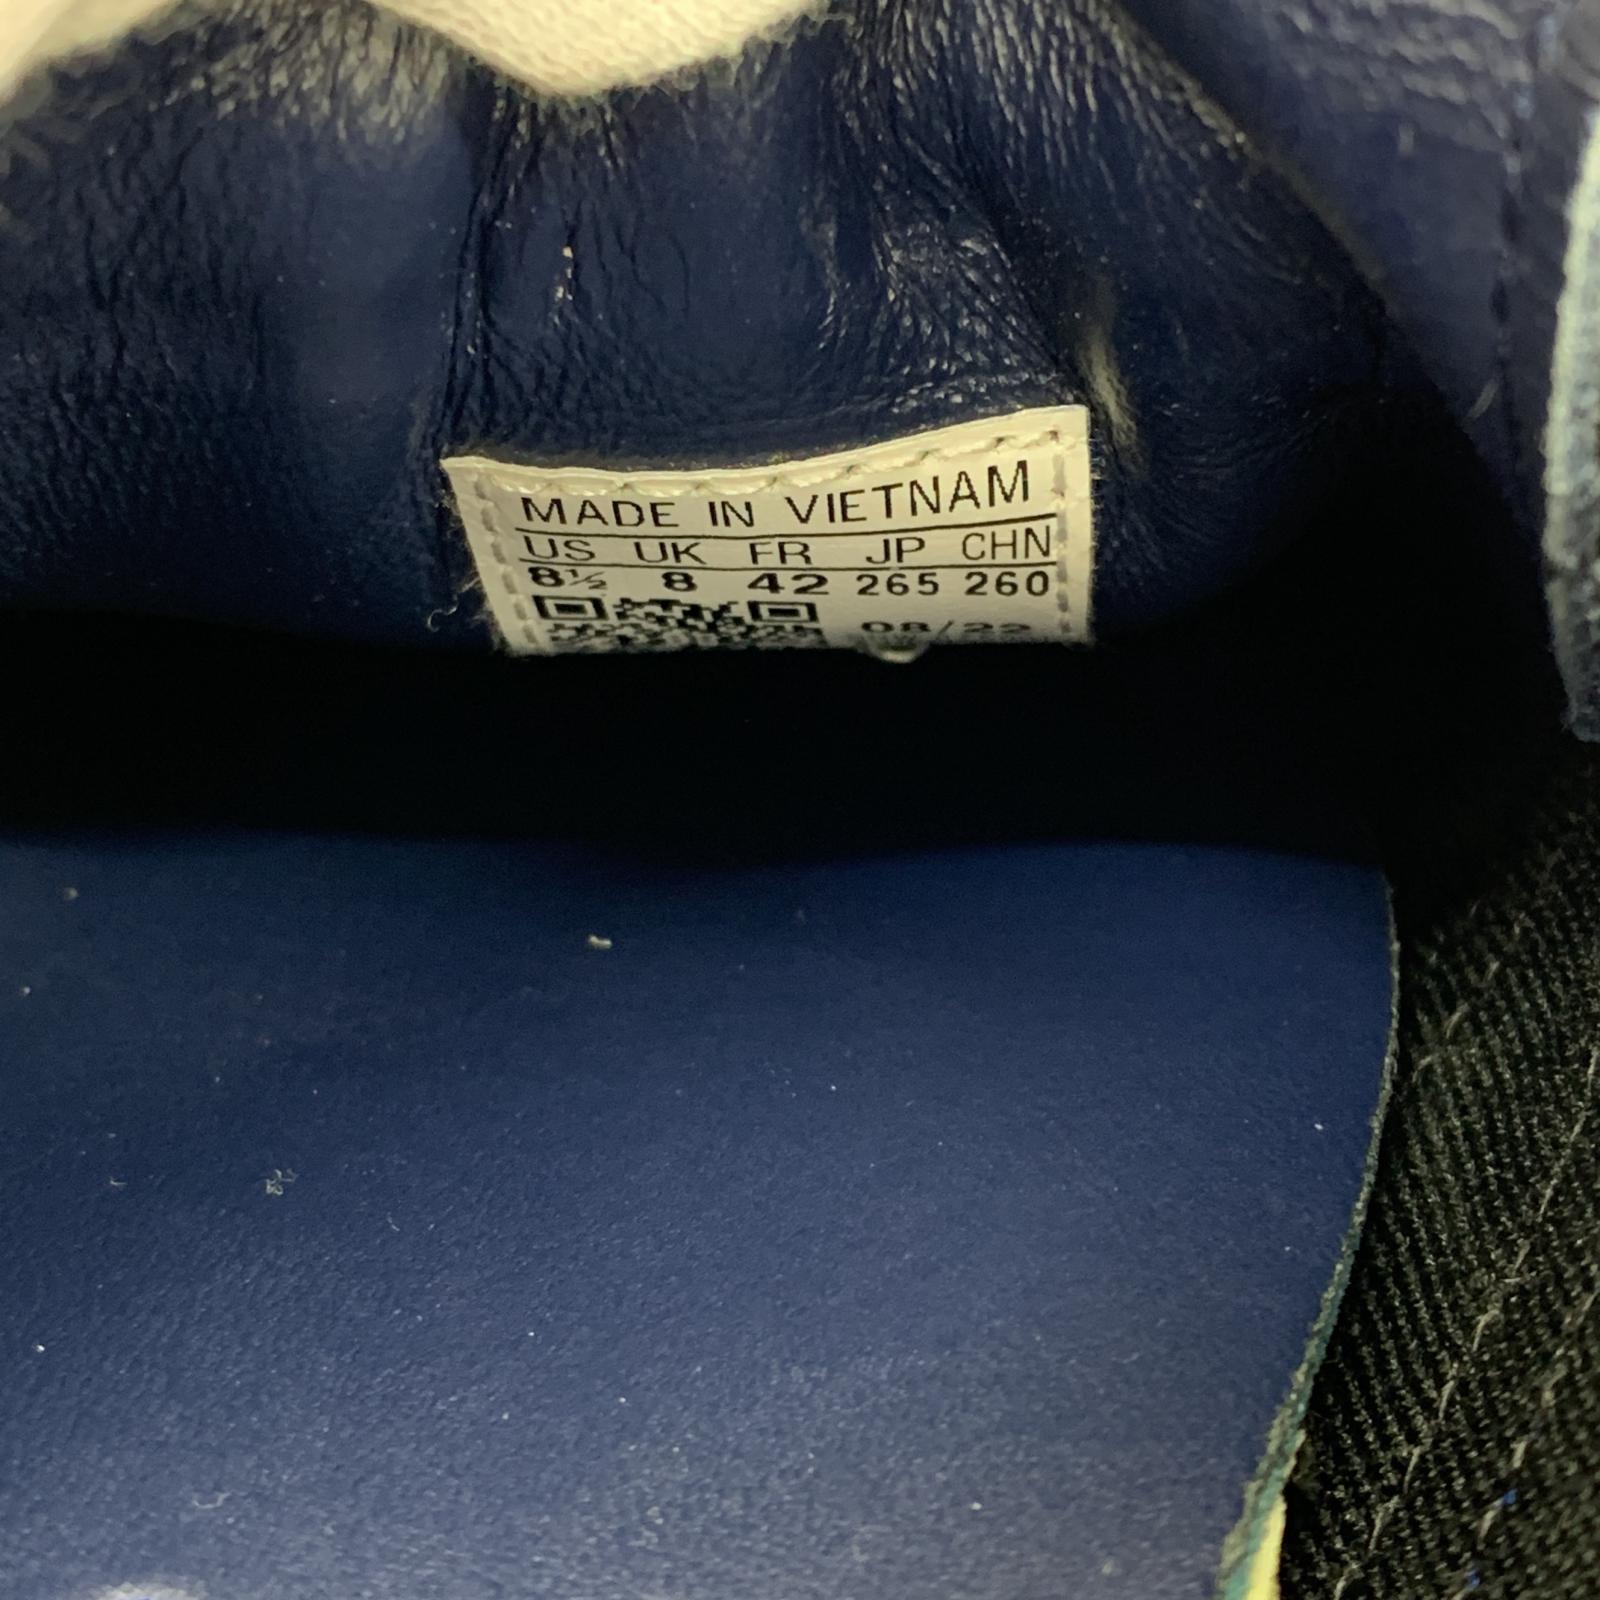 MADE IN VIETNAM
US UK FR JP CHN
8½ 8 42 265 260
08/22